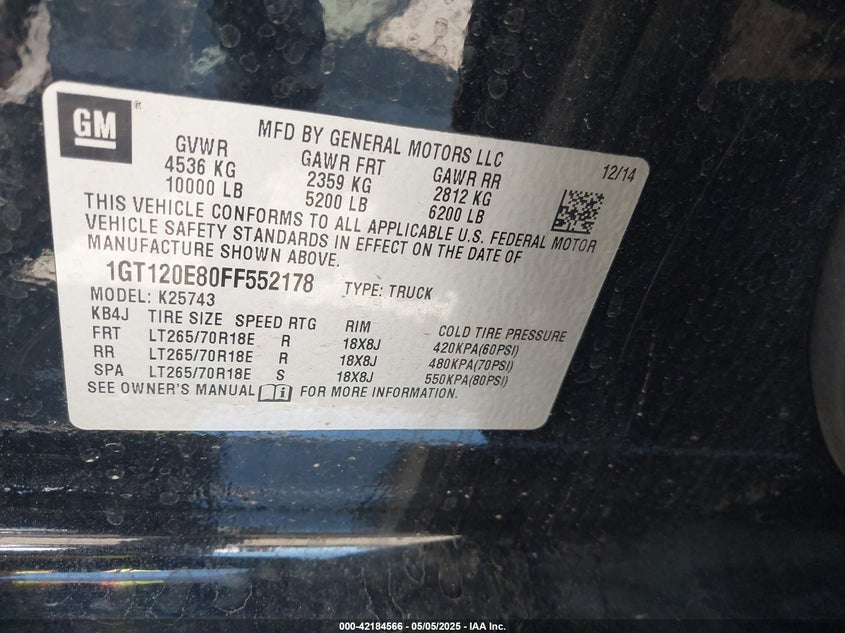 GM ®
MFD BY GENERAL MOTORS LLC
12/14
GVWR GAWR FRT GAWR RR
4536 KG 2359 KG 2812 KG
10000 LB 5200 LB 6200 LB
THIS VEHICLE CONFORMS TO ALL APPLICABLE U.S. FEDERAL MOTOR
VEHICLE SAFETY STANDARDS IN EFFECT ON THE DATE OF
MANUFACTURE SHOWN ABOVE.
1GT120E80FF552178 TYPE: TRUCK
MODEL: K25743
KB4J TIRE SIZE SPEED RTG RIM COLD TIRE PRESSURE
FRT LT265/70R18E R 18X8J 420KPA(60PSI)
RR LT265/70R18E R 18X8J 480KPA(70PSI)
SPA LT265/70R18E S 18X8J 550KPA(80PSI)
SEE OWNER'S MANUAL i FOR MORE INFORMATION.
000-42184566 — 05/05/2025 — IAA Inc.